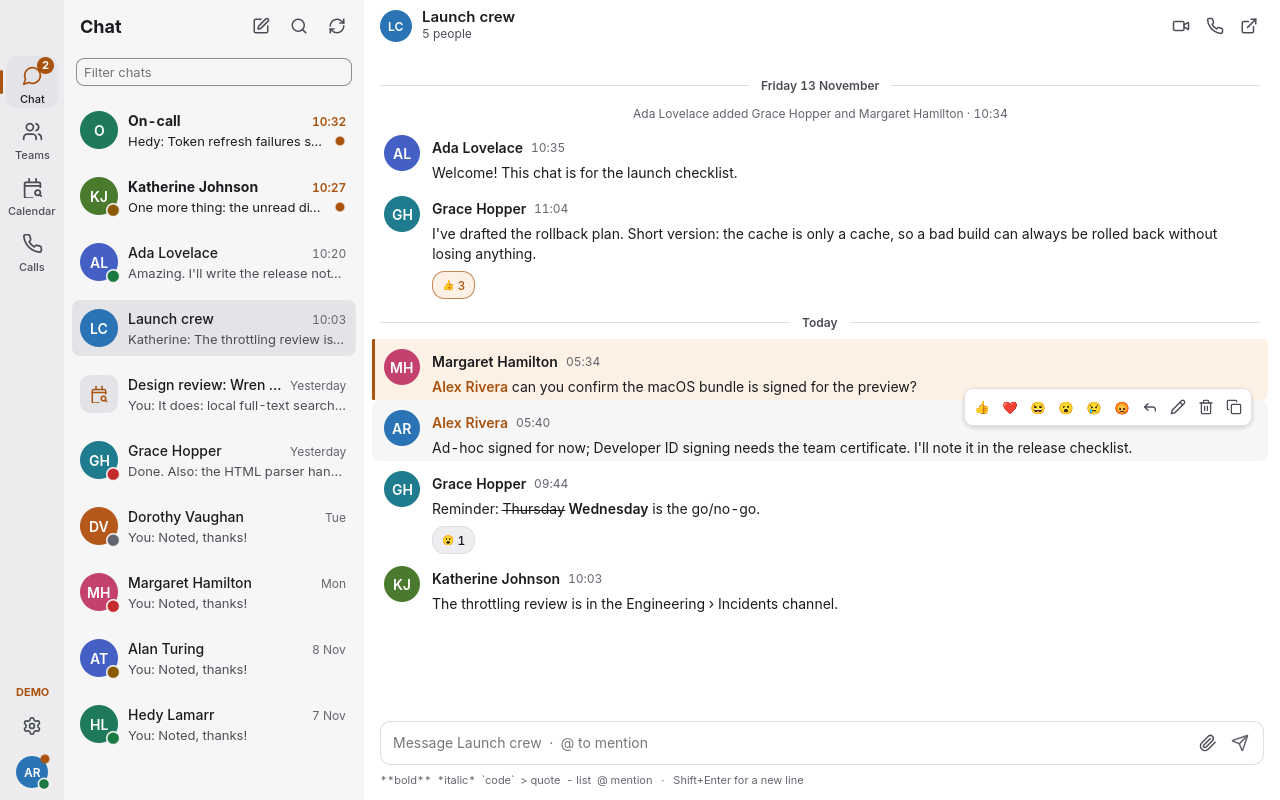 2
Chat
Teams
Calendar
Calls
DEMO
AR
Chat
Filter chats
O
On-call
10:32
Hedy: Token refresh failures s...
KJ
Katherine Johnson
10:27
One more thing: the unread di...
AL
Ada Lovelace
10:20
Amazing. I'll write the release not...
LC
Launch crew
10:03
Katherine: The throttling review is...
Design review: Wren ...
Yesterday
You: It does: local full-text search...
GH
Grace Hopper
Yesterday
Done. Also: the HTML parser han...
DV
Dorothy Vaughan
Tue
You: Noted, thanks!
MH
Margaret Hamilton
Mon
You: Noted, thanks!
AT
Alan Turing
8 Nov
You: Noted, thanks!
HL
Hedy Lamarr
7 Nov
You: Noted, thanks!
LC
Launch crew
5 people
Friday 13 November
Ada Lovelace added Grace Hopper and Margaret Hamilton · 10:34
AL
Ada Lovelace 10:35
Welcome! This chat is for the launch checklist.
GH
Grace Hopper 11:04
I've drafted the rollback plan. Short version: the cache is only a cache, so a bad build can always be rolled back without
losing anything.
👍 3
Today
MH
Margaret Hamilton 05:34
Alex Rivera can you confirm the macOS bundle is signed for the preview?
AR
Alex Rivera 05:40
Ad-hoc signed for now; Developer ID signing needs the team certificate. I'll note it in the release checklist.
GH
Grace Hopper 09:44
Reminder: Thursday Wednesday is the go/no-go.
😮 1
KJ
Katherine Johnson 10:03
The throttling review is in the Engineering › Incidents channel.
Message Launch crew · @ to mention
**bold** *italic* `code` > quote - list @ mention · Shift+Enter for a new line